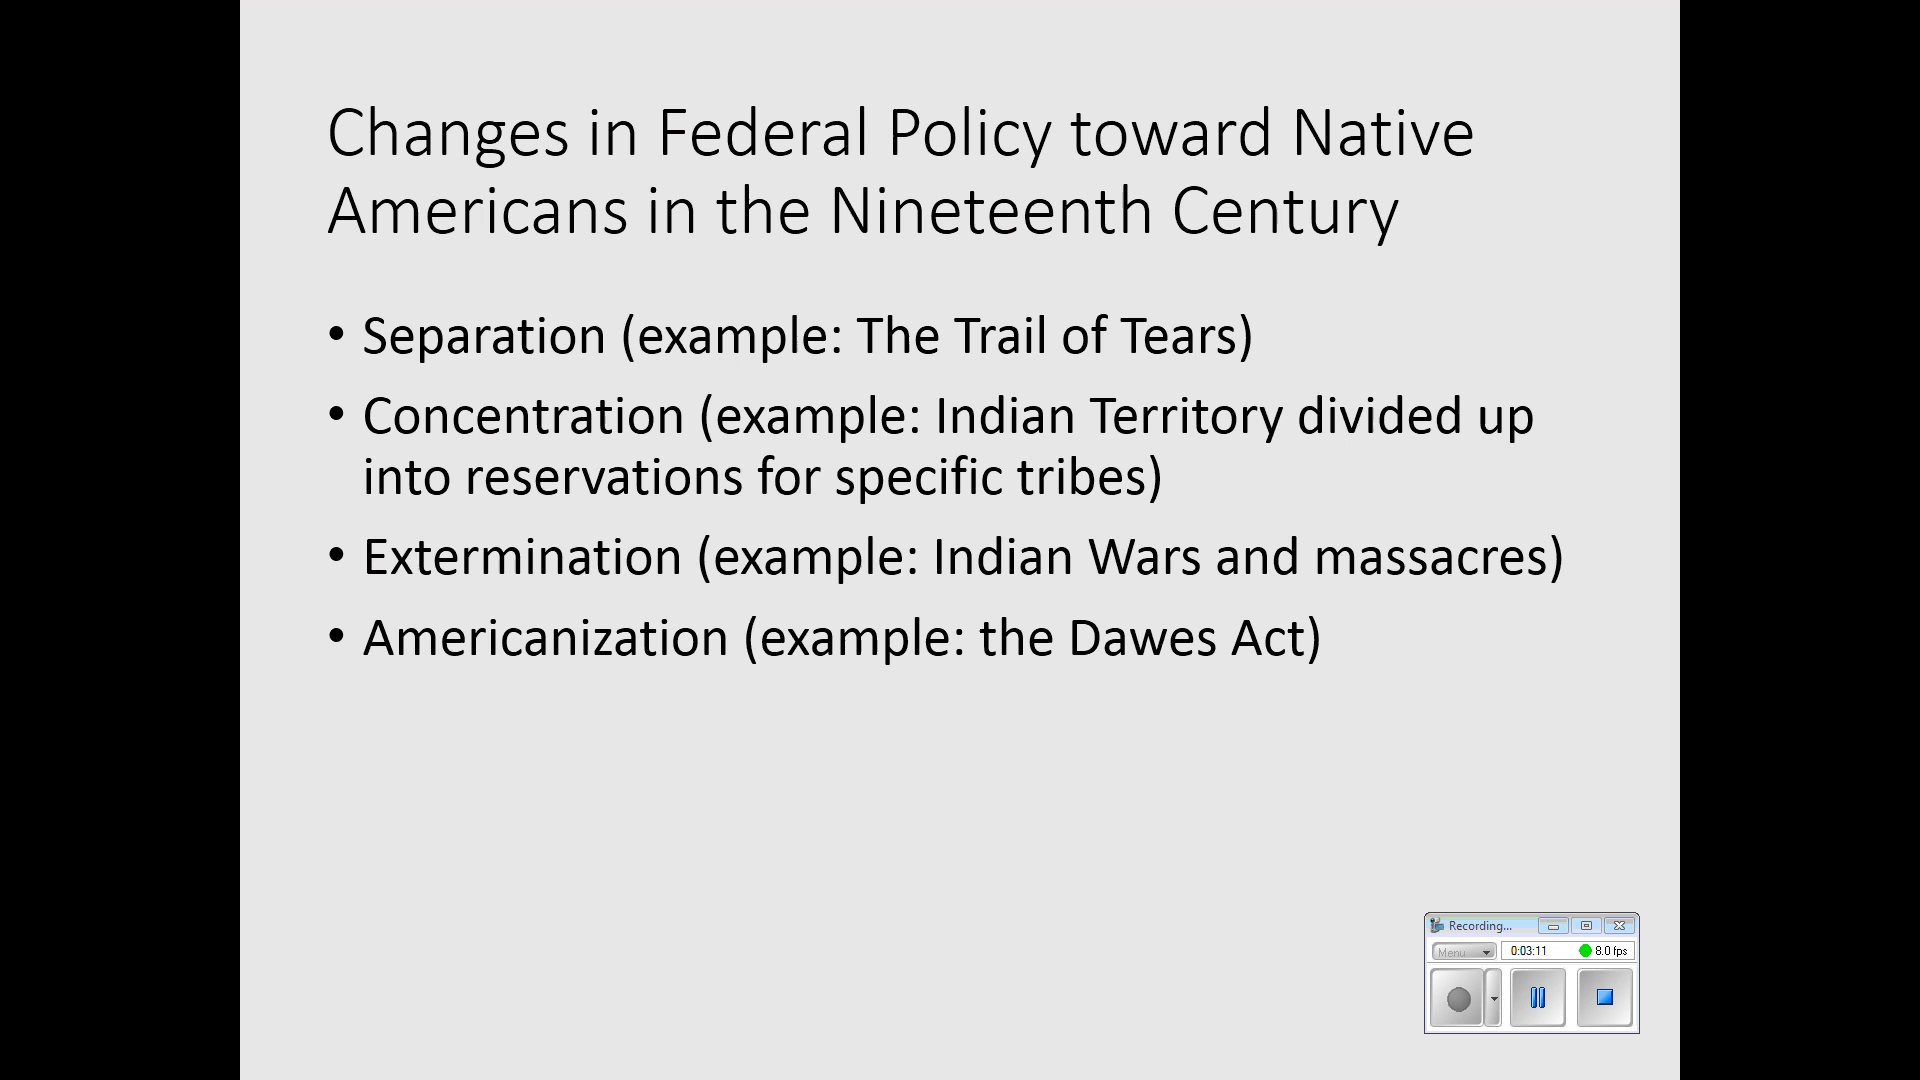 Changes in Federal Policy toward Native
Americans in the Nineteenth Century
• Separation (example: The Trail of Tears)
• Concentration (example: Indian Territory divided up
into reservations for specific tribes)
• Extermination (example: Indian Wars and massacres)
• Americanization (example: the Dawes Act)
Recording...
Menu 0:03:11 8.0 fps